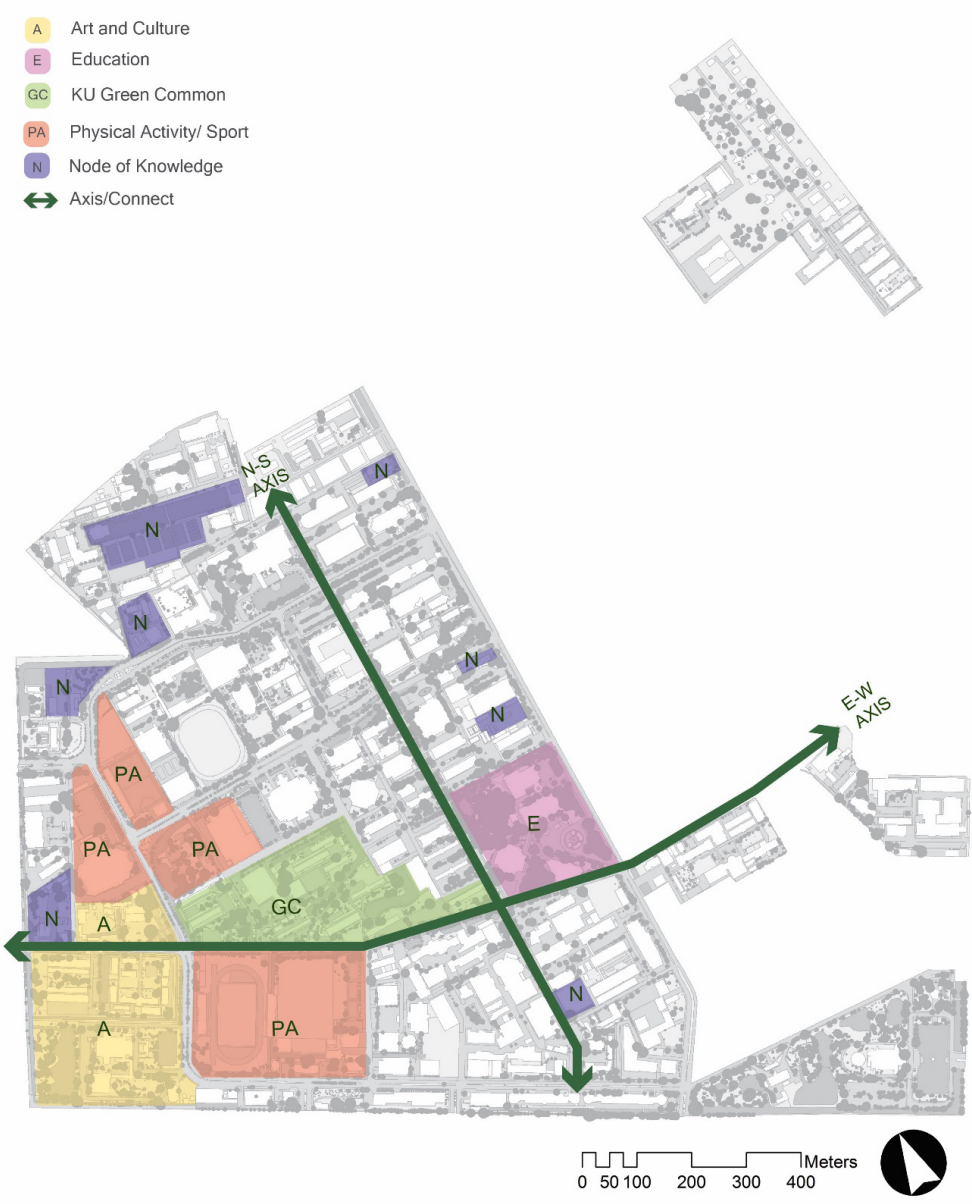 A Art and Culture
E Education
GC KU Green Common
PA Physical Activity/ Sport
N Node of Knowledge
Axis/Connect
N-S
AXIS
N
N
N
N
N
N
E-W
AXIS
PA
E
PA
PA
GC
N
A
N
A
PA
Meters
0 50 100 200 300 400